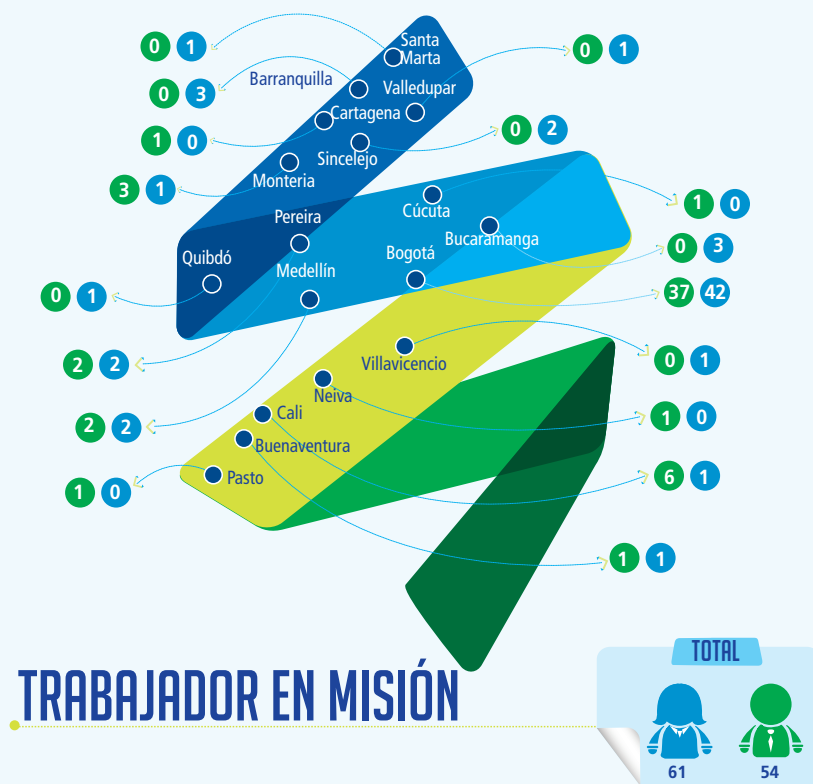 Santa
Marta
0 1
0 1
Barranquilla
Valledupar
0 3
Cartagena
1 0
0 2
Sincelejo
Monteria
3 1
Cúcuta
1 0
Pereira
Bucaramanga
0 3
Quibdó
Bogotá
Medellín
37 42
0 1
2 2
Villavicencio
0 1
Neiva
1 0
Cali
2 2
Buenaventura
6 1
Pasto
1 0
1 1
TRABAJADOR EN MISIÓN
TOTAL
61 54